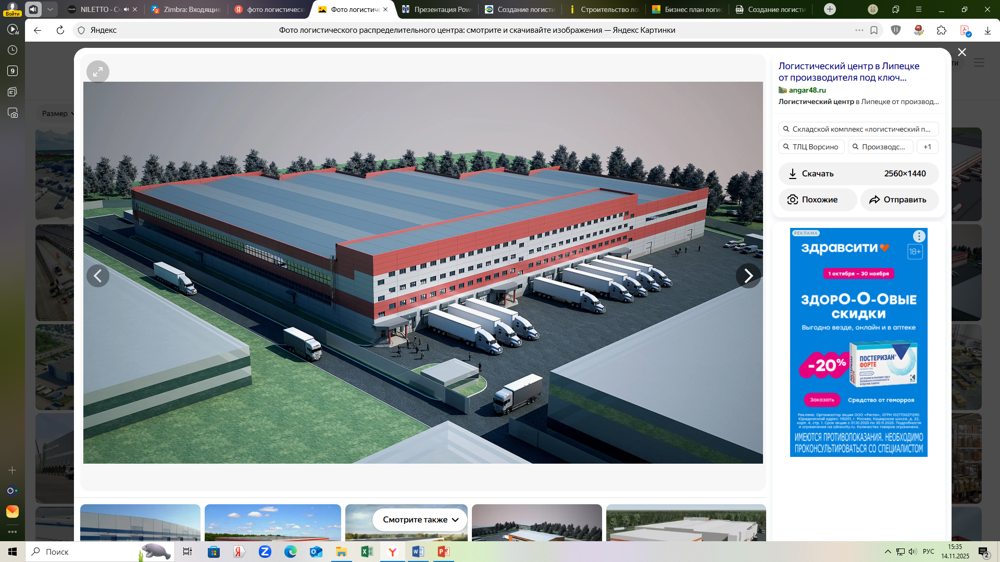 NILETTO - Сч
Zimbra: Входящие
фото логистическ
Фото логистиче
Презентация Pow
Создание логисти
Строительство ло
Бизнес план логис
Создание логисти
Войти
Яндекс
Фото логистического распределительного центра: смотрите и скачивайте изображения — Яндекс Картинки
9
Размер
Логистический центр в Липецке
от производителя под ключ...
angar48.ru
Логистический центр в Липецке от производ...
Складской комплекс «логистический п...
ТЛЦ Ворсино
Производс...
+1
Скачать
2560×1440
Похожие
Отправить
РЕКЛАМА
здравсити
18+
1 октября – 30 ноября
ЗДОРО-О-ОВЫЕ
СКИДКИ
Выгодно везде, онлайн и в аптеке
-20%
ПОСТЕРИЗАН
ФОРТЕ
Заказать
Средство от геморроя
Реклама. Организатор акции ООО «Ригла», ОГРН 1027700271290.
Юридический адрес: 115201, г. Москва, Каширское шоссе, д. 22,
корп. 4, стр. 1. Срок акции с 01.10.2025 по 30.11.2025. Подробности
и ограничения на zdravcity.ru. Количество товаров ограничено.
ИМЕЮТСЯ ПРОТИВОПОКАЗАНИЯ. НЕОБХОДИМО
ПРОКОНСУЛЬТИРОВАТЬСЯ СО СПЕЦИАЛИСТОМ
Смотрите также
Поиск
РУС
15:35
14.11.2025
2